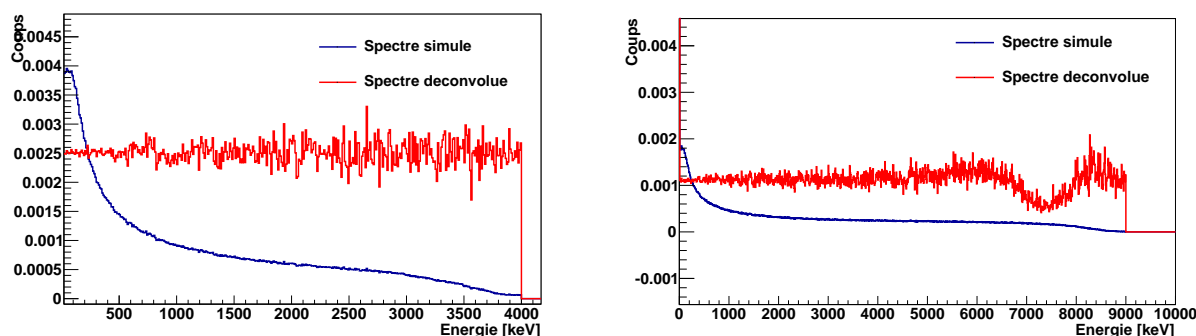 Coups
0.0045
0.004
0.0035
0.003
0.0025
0.002
0.0015
0.001
0.0005
0
Spectre simule
Spectre deconvolue
500 1000 1500 2000 2500 3000 3500 4000
Energie [keV]
Coups
0.004
0.003
0.002
0.001
0
-0.001
Spectre simule
Spectre deconvolue
0 1000 2000 3000 4000 5000 6000 7000 8000 9000 10000
Energie [keV]